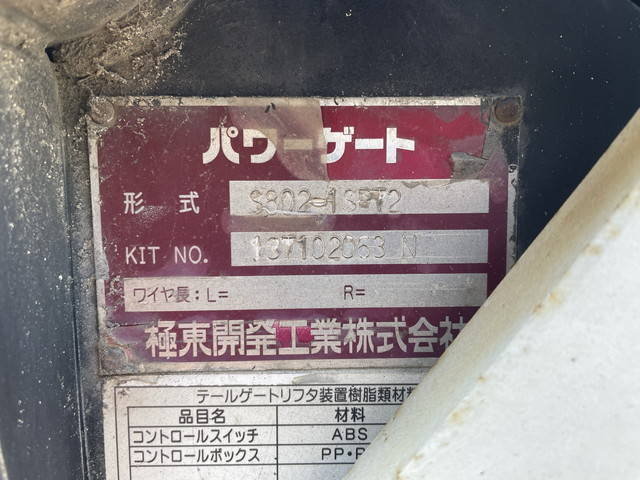 パワーゲート
形式 S802-1SPT2
KIT NO. 137102063 N
ワイヤ長：L= R=
極東開発工業株式会社
テールゲートリフタ装置樹脂類材料
品目名 材料
コントロールスイッチ ABS
コントロールボックス PP・P